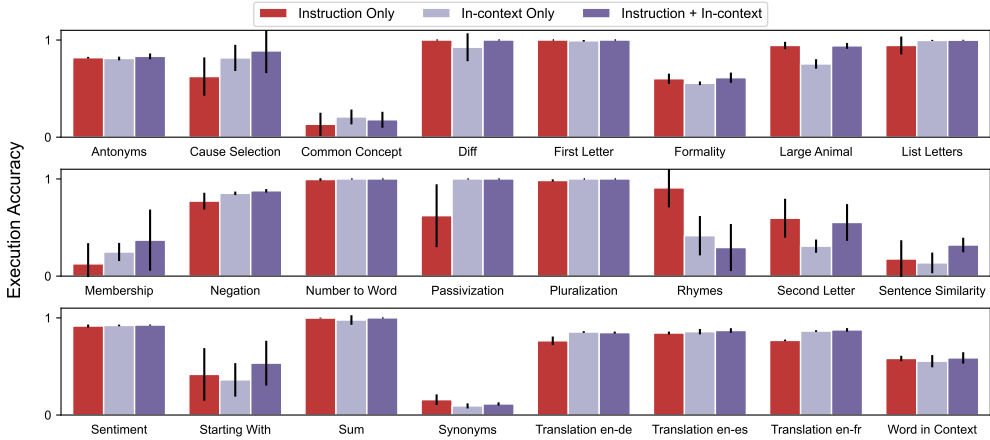 Instruction Only In-context Only Instruction + In-context
Execution Accuracy
1
0
Antonyms Cause Selection Common Concept Diff First Letter Formality Large Animal List Letters
1
0
Membership Negation Number to Word Passivization Pluralization Rhymes Second Letter Sentence Similarity
1
0
Sentiment Starting With Sum Synonyms Translation en-de Translation en-es Translation en-fr Word in Context